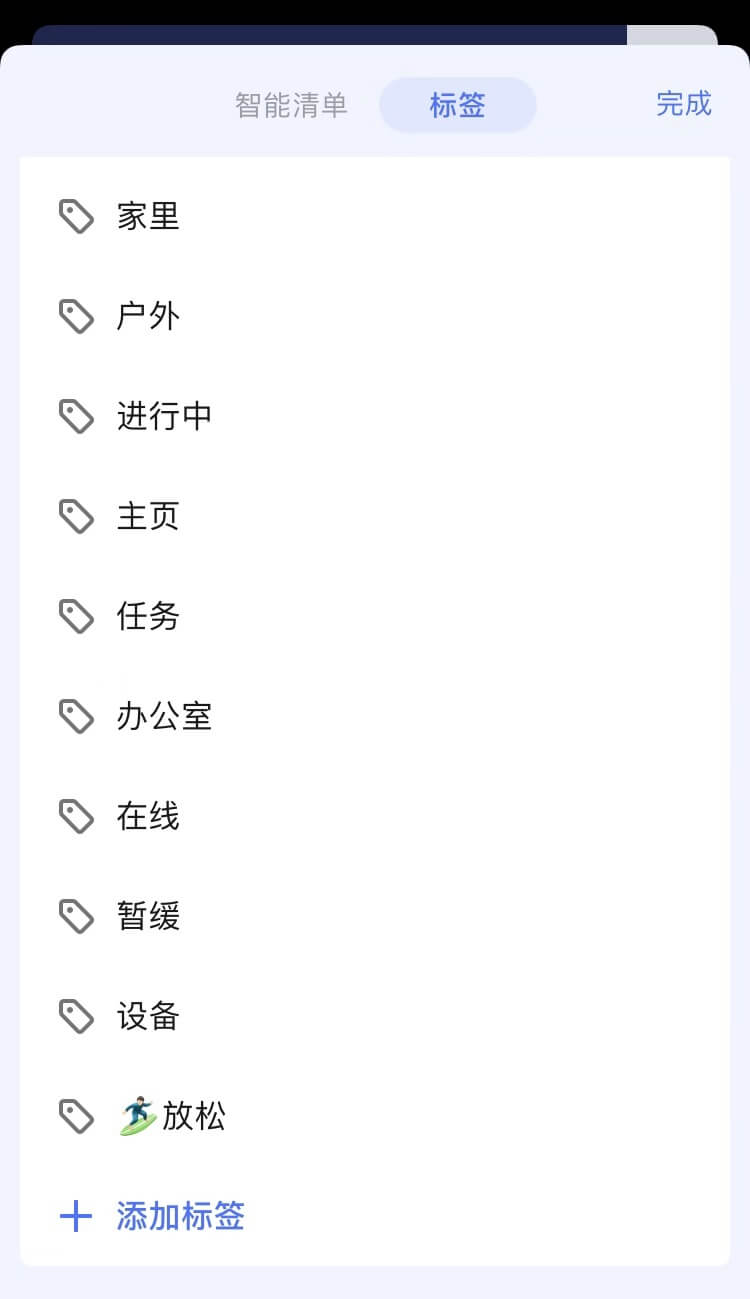 智能清单 标签 完成
家里
户外
进行中
主页
任务
办公室
在线
暂缓
设备
🏄🏻‍♂️放松
添加标签